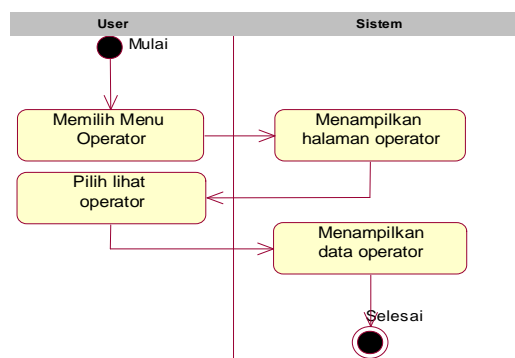 User
Sistem
Mulai
Memilih Menu
Operator
Menampilkan
halaman operator
Pilih lihat
operator
Menampilkan
data operator
Selesai